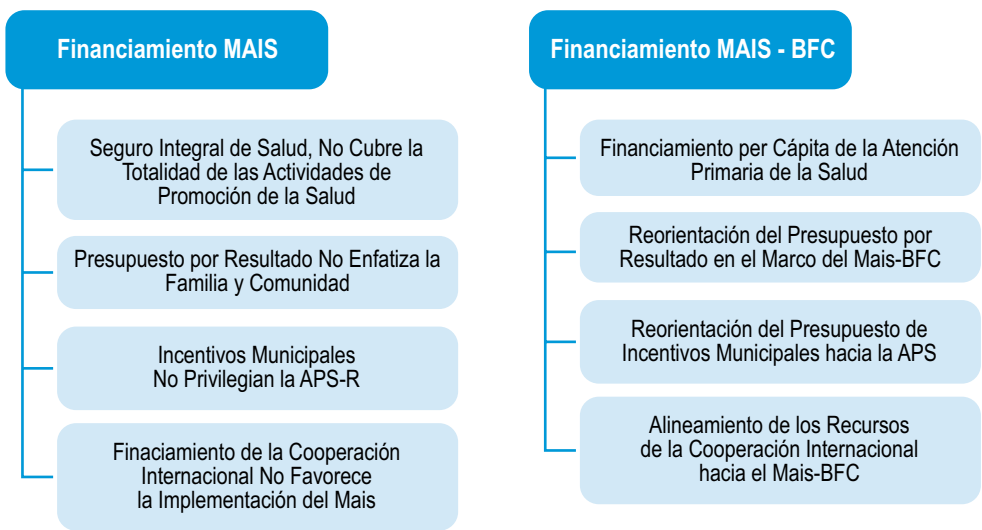 Financiamiento MAIS
Seguro Integral de Salud, No Cubre la
Totalidad de las Actividades de
Promoción de la Salud
Presupuesto por Resultado No Enfatiza la
Familia y Comunidad
Incentivos Municipales
No Privilegian la APS-R
Finaciamiento de la Cooperación
Internacional No Favorece
la Implementación del Mais
Financiamiento MAIS - BFC
Financiamiento per Cápita de la Atención
Primaria de la Salud
Reorientación del Presupuesto por
Resultado en el Marco del Mais-BFC
Reorientación del Presupuesto de
Incentivos Municipales hacia la APS
Alineamiento de los Recursos
de la Cooperación Internacional
hacia el Mais-BFC